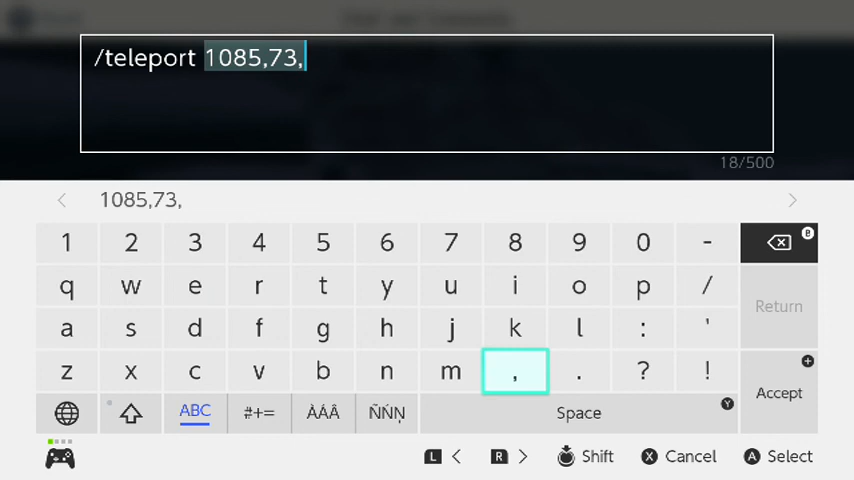 /teleport 1085,73,
18/500
< 1085,73, >
1 2 3 4 5 6 7 8 9 0 - B
q w e r t y u i o p / Return
a s d f g h j k l : '
z x c v b n m , . ? ! + Accept
ABC #+= ÀÁÂ ÑŃŅ Space Y
L < R > Shift X Cancel A Select